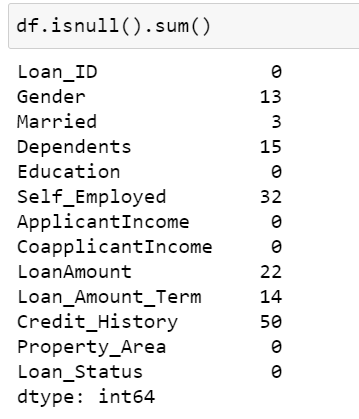 df.isnull().sum()
Loan_ID 0
Gender 13
Married 3
Dependents 15
Education 0
Self_Employed 32
ApplicantIncome 0
CoapplicantIncome 0
LoanAmount 22
Loan_Amount_Term 14
Credit_History 50
Property_Area 0
Loan_Status 0
dtype: int64